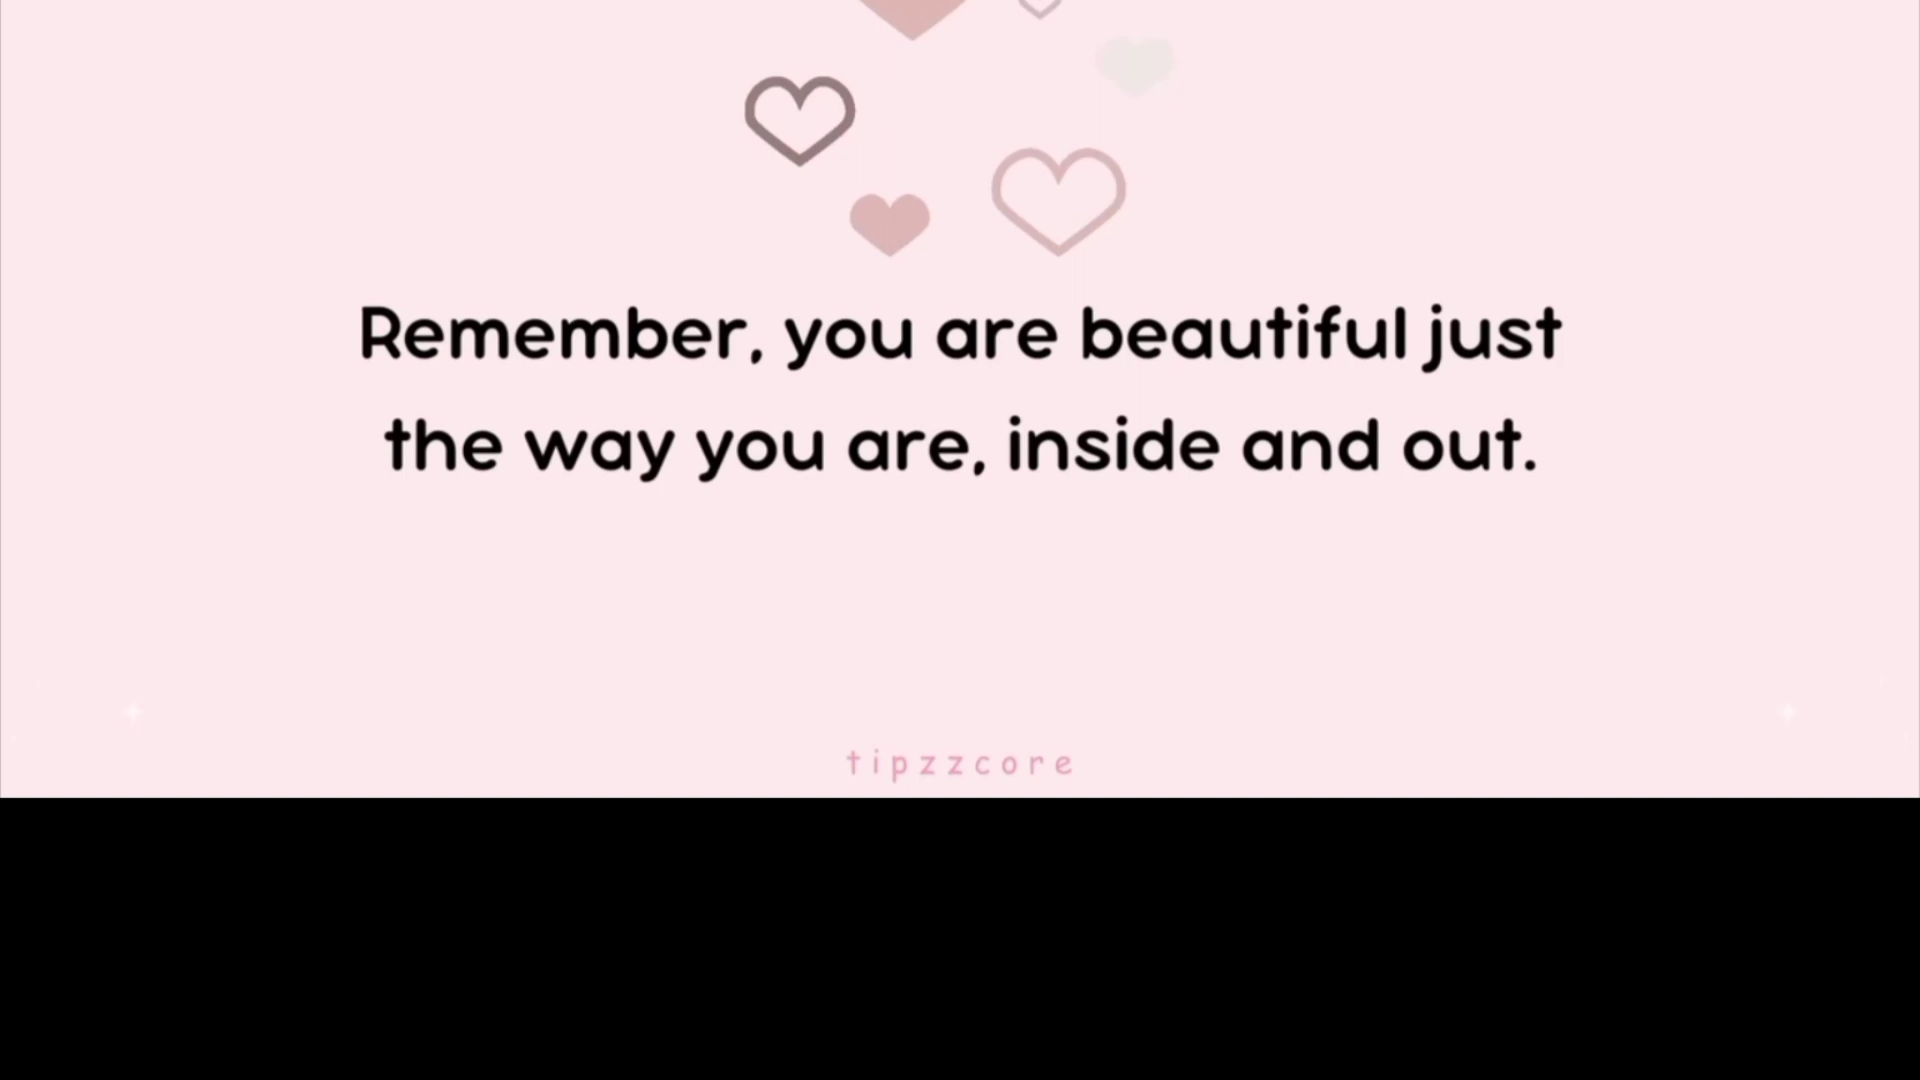 Remember, you are beautiful just
the way you are, inside and out.
tipzzcore